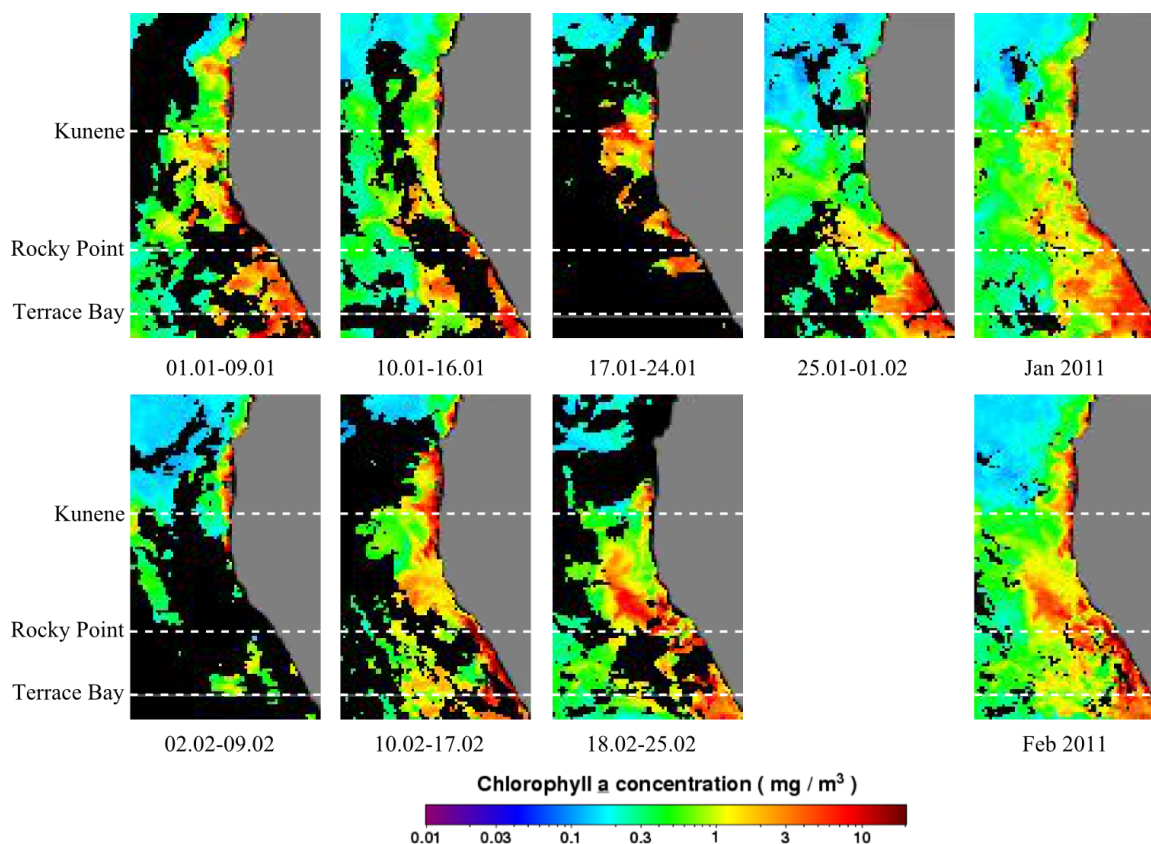 Kunene
Rocky Point
Terrace Bay
01.01-09.01
10.01-16.01
17.01-24.01
25.01-01.02
Jan 2011
Kunene
Rocky Point
Terrace Bay
02.02-09.02
10.02-17.02
18.02-25.02
Feb 2011
Chlorophyll a concentration ( mg / m³ )
0.01 0.03 0.1 0.3 1 3 10